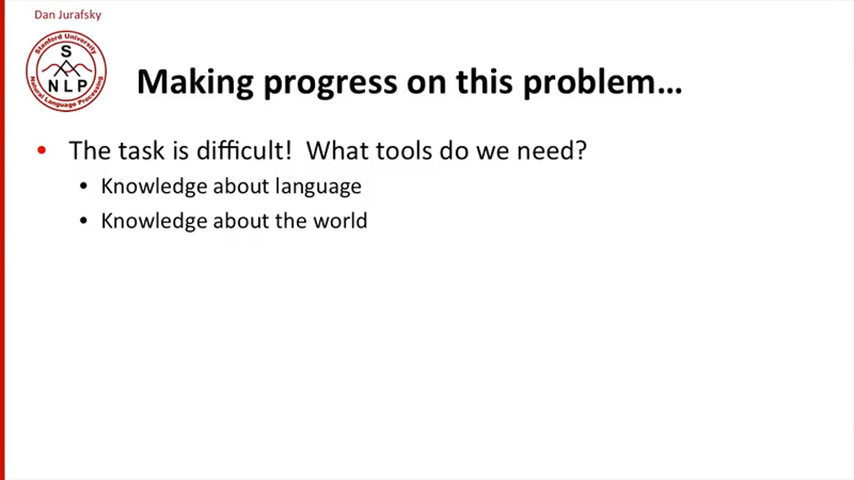 Dan Jurafsky
Stanford University
S
NLP
Natural Language Processing
Making progress on this problem…
• The task is difficult!  What tools do we need?
• Knowledge about language
• Knowledge about the world